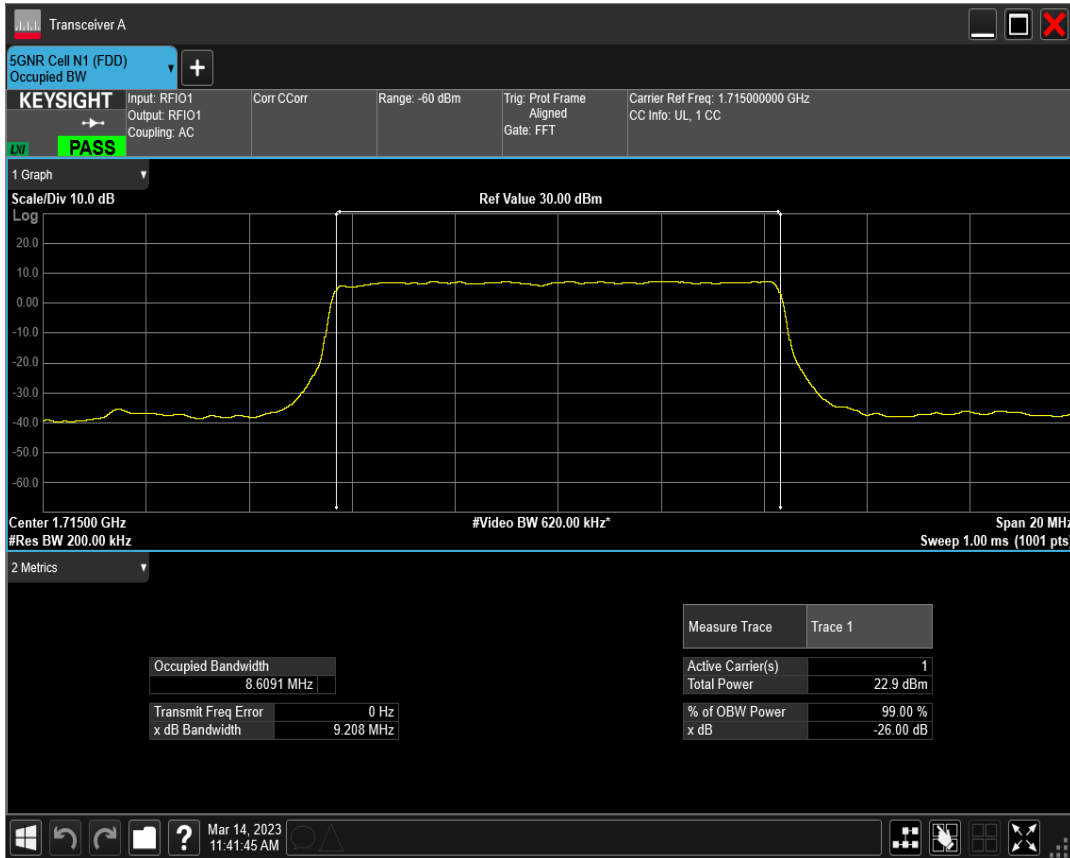 Transceiver A
5GNR Cell N1 (FDD)
Occupied BW
+
KEYSIGHT
LXI
PASS
Input: RFIO1
Output: RFIO1
Coupling: AC
Corr CCorr
Range: -60 dBm
Trig: Prot Frame
Aligned
Gate: FFT
Carrier Ref Freq: 1.715000000 GHz
CC Info: UL, 1 CC
1 Graph
Scale/Div 10.0 dB
Ref Value 30.00 dBm
Log
20.0
10.0
0.00
-10.0
-20.0
-30.0
-40.0
-50.0
-60.0
Center 1.71500 GHz
#Video BW 620.00 kHz*
Span 20 MHz
#Res BW 200.00 kHz
Sweep 1.00 ms (1001 pts)
2 Metrics
Measure Trace Trace 1
Occupied Bandwidth
8.6091 MHz
Active Carrier(s) 1
Total Power 22.9 dBm
Transmit Freq Error 0 Hz
x dB Bandwidth 9.208 MHz
% of OBW Power 99.00 %
x dB -26.00 dB
?
Mar 14, 2023
11:41:45 AM